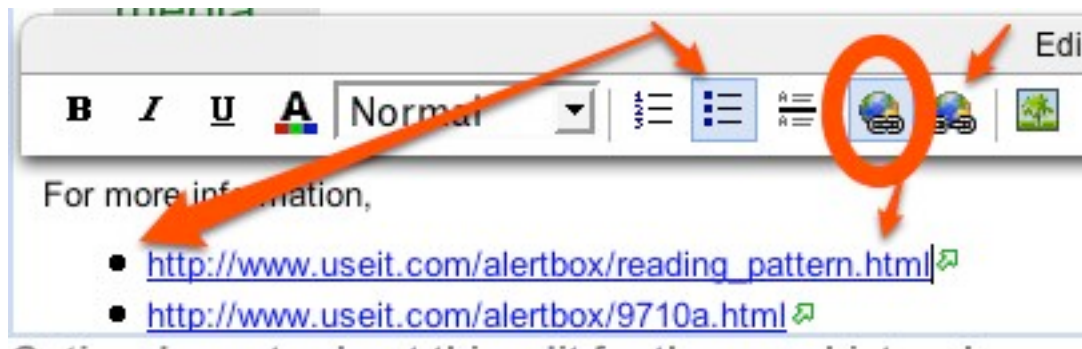 media
Edi
B I U A Normal
For more information,
http://www.useit.com/alertbox/reading_pattern.html
http://www.useit.com/alertbox/9710a.html